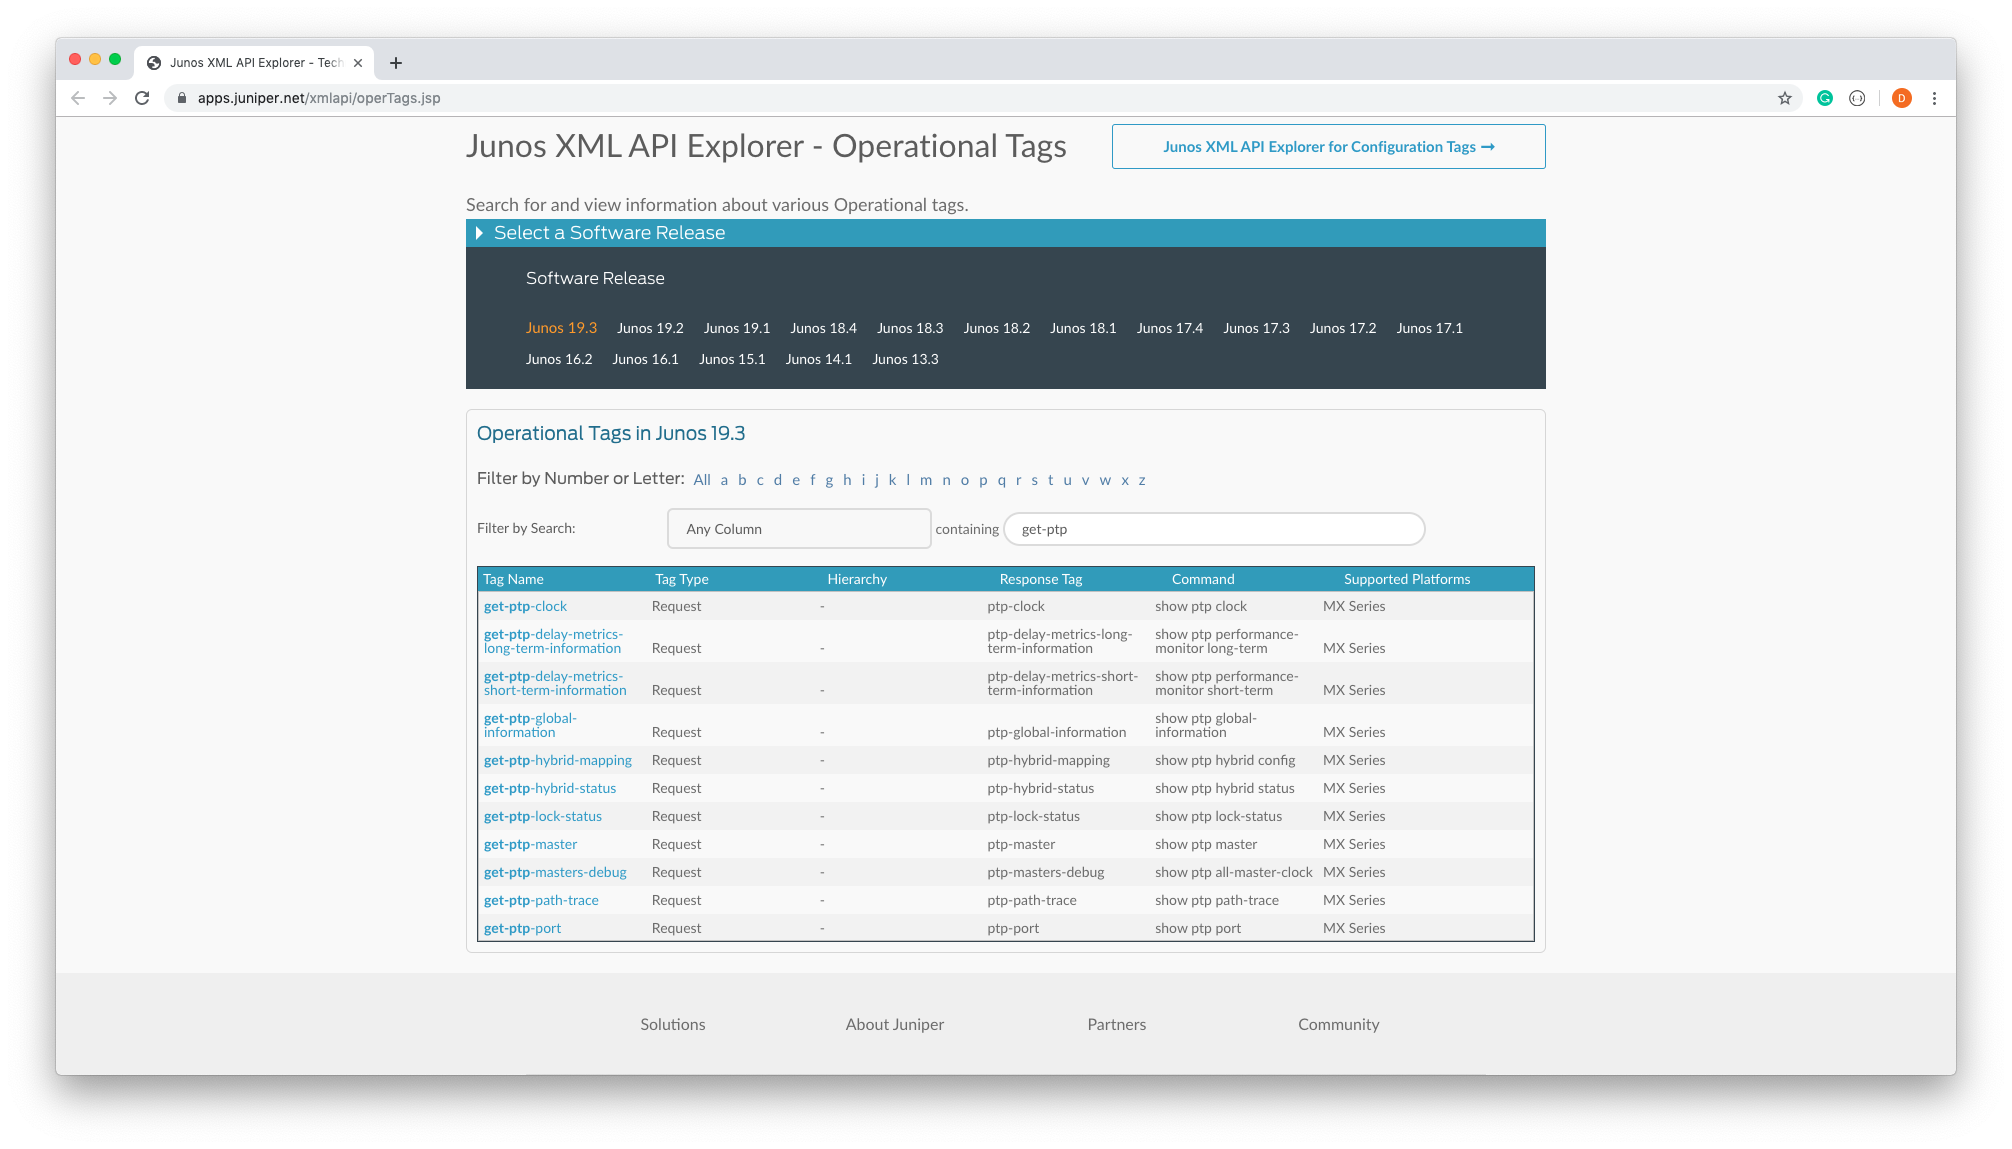 Junos XML API Explorer - Tech
apps.juniper.net/xmlapi/operTags.jsp
D
Junos XML API Explorer - Operational Tags
Junos XML API Explorer for Configuration Tags →
Search for and view information about various Operational tags.
Select a Software Release
Software Release
Junos 19.3 Junos 19.2 Junos 19.1 Junos 18.4 Junos 18.3 Junos 18.2 Junos 18.1 Junos 17.4 Junos 17.3 Junos 17.2 Junos 17.1
Junos 16.2 Junos 16.1 Junos 15.1 Junos 14.1 Junos 13.3
Operational Tags in Junos 19.3
Filter by Number or Letter: All a b c d e f g h i j k l m n o p q r s t u v w x z
Filter by Search: Any Column containing get-ptp
Tag Name Tag Type Hierarchy Response Tag Command Supported Platforms
get-ptp-clock Request - ptp-clock show ptp clock MX Series
get-ptp-delay-metrics- ptp-delay-metrics-long- show ptp performance-
long-term-information Request - term-information monitor long-term MX Series
get-ptp-delay-metrics- ptp-delay-metrics-short- show ptp performance-
short-term-information Request - term-information monitor short-term MX Series
get-ptp-global- show ptp global-
information Request - ptp-global-information information MX Series
get-ptp-hybrid-mapping Request - ptp-hybrid-mapping show ptp hybrid config MX Series
get-ptp-hybrid-status Request - ptp-hybrid-status show ptp hybrid status MX Series
get-ptp-lock-status Request - ptp-lock-status show ptp lock-status MX Series
get-ptp-master Request - ptp-master show ptp master MX Series
get-ptp-masters-debug Request - ptp-masters-debug show ptp all-master-clock MX Series
get-ptp-path-trace Request - ptp-path-trace show ptp path-trace MX Series
get-ptp-port Request - ptp-port show ptp port MX Series
Solutions About Juniper Partners Community